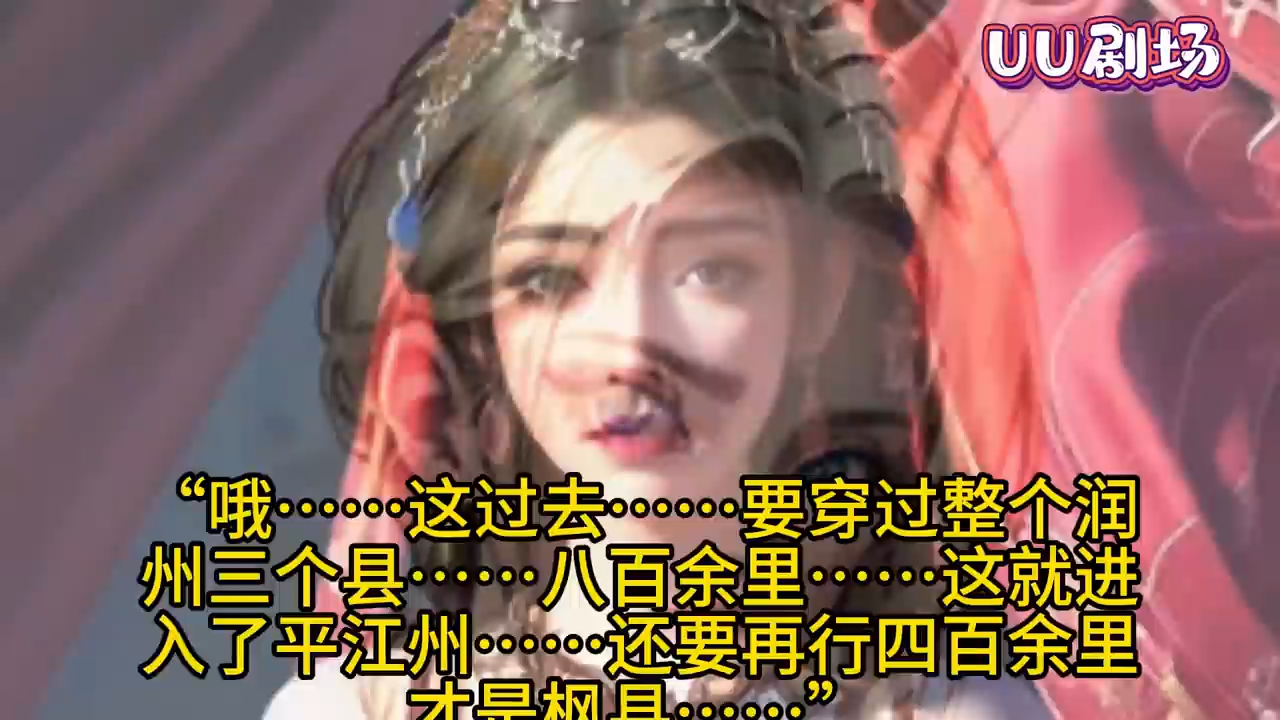 UU剧场
“哦……这过去……要穿过整个润
州三个县……八百余里……这就进
入了平江州……还要再行四百余里
才是枫县……”